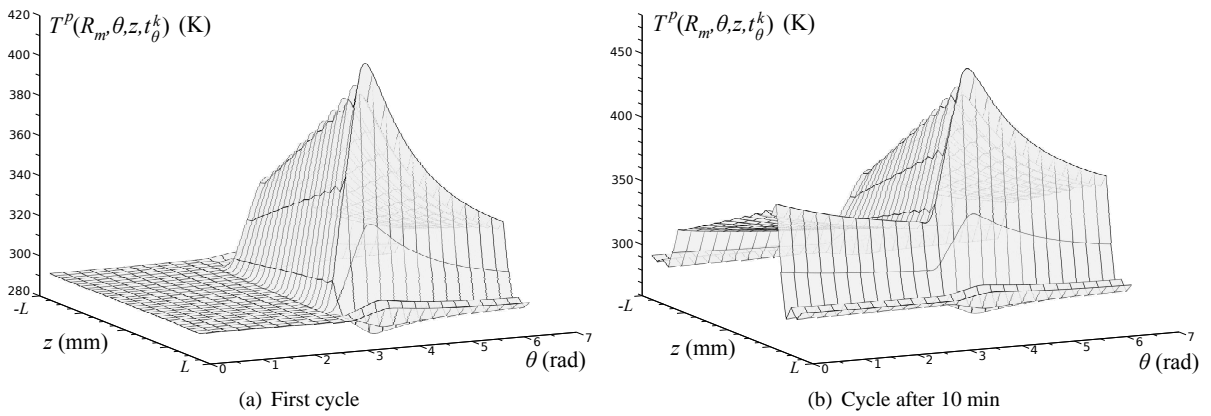 420
T^p(R_m,θ,z,t_θ^k) (K)
400
380
360
340
320
300
280
-L
z (mm)
L
0
1
2
3
4
5
6
7
θ (rad)
(a) First cycle
T^p(R_m,θ,z,t_θ^k) (K)
450
400
350
300
-L
z (mm)
L
0
1
2
3
4
5
6
7
θ (rad)
(b) Cycle after 10 min